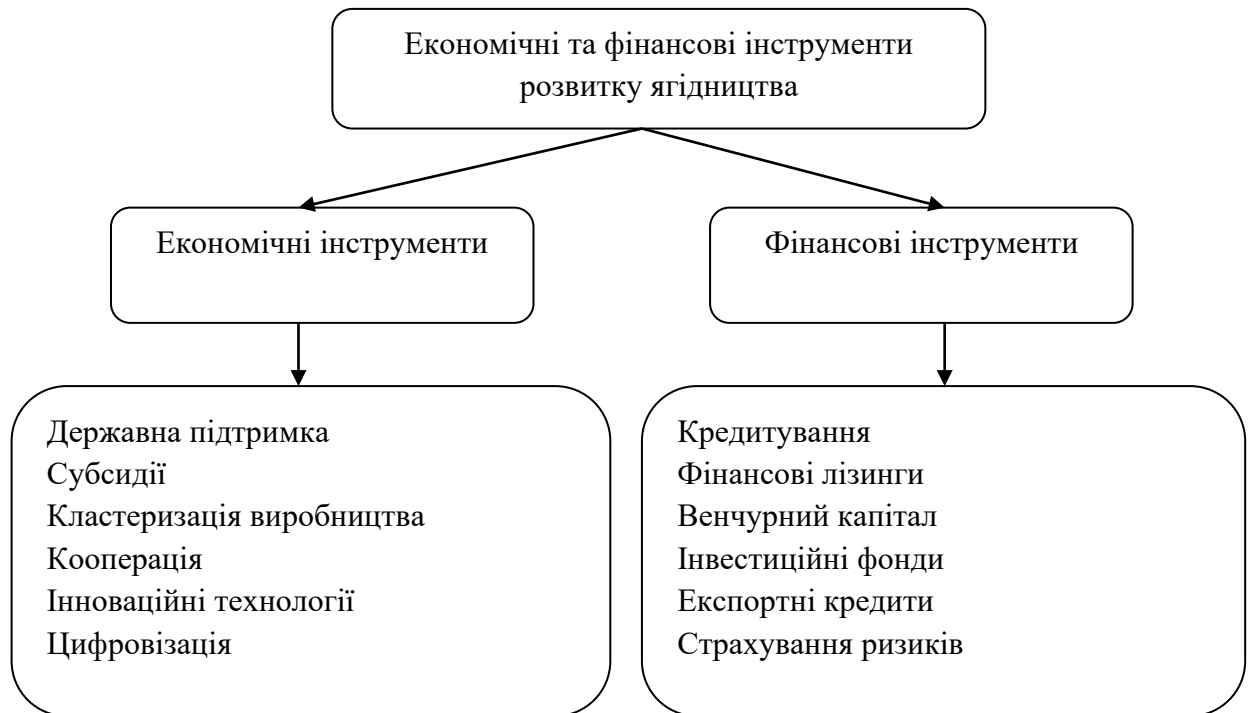 Економічні та фінансові інструменти
розвитку ягідництва
Економічні інструменти
Фінансові інструменти
Державна підтримка
Субсидії
Кластеризація виробництва
Кооперація
Інноваційні технології
Цифровізація
Кредитування
Фінансові лізинги
Венчурний капітал
Інвестиційні фонди
Експортні кредити
Страхування ризиків